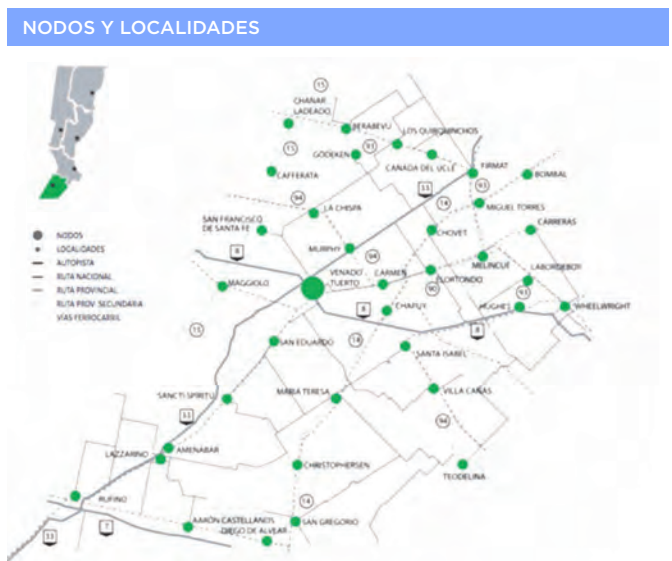 NODOS Y LOCALIDADES
15
CHAÑAR
LADEADO
BERABEVU
LOS QUIRQUINCHOS
15
GODEKEN
93
CAÑADA DEL UCLE
FIRMAT
CAFFERATA
33
93
BOMBAL
94
LA CHISPA
14
MIGUEL TORRES
SAN FRANCISCO
DE SANTA FE
CHOVET
CARRERAS
NODOS
LOCALIDADES
AUTOPISTA
RUTA NACIONAL
RUTA PROVINCIAL
RUTA PROV. SECUNDARIA
VÍAS FERROCARRIL
8
MURPHY
94
MELINCUE
LABORDEBOY
MAGGIOLO
VENADO
TUERTO
CARMEN
ELORTONDO
90
93
CHAPUY
8
HUGHES
WHEELWRIGHT
15
8
SAN EDUARDO
14
SANTA ISABEL
SANCTI SPIRITU
MARIA TERESA
VILLA CAÑAS
33
94
LAZZARINO
AMENABAR
CHRISTOPHERSEN
TEODELINA
RUFINO
14
33
7
AARÓN CASTELLANOS
DIEGO DE ALVEAR
SAN GREGORIO